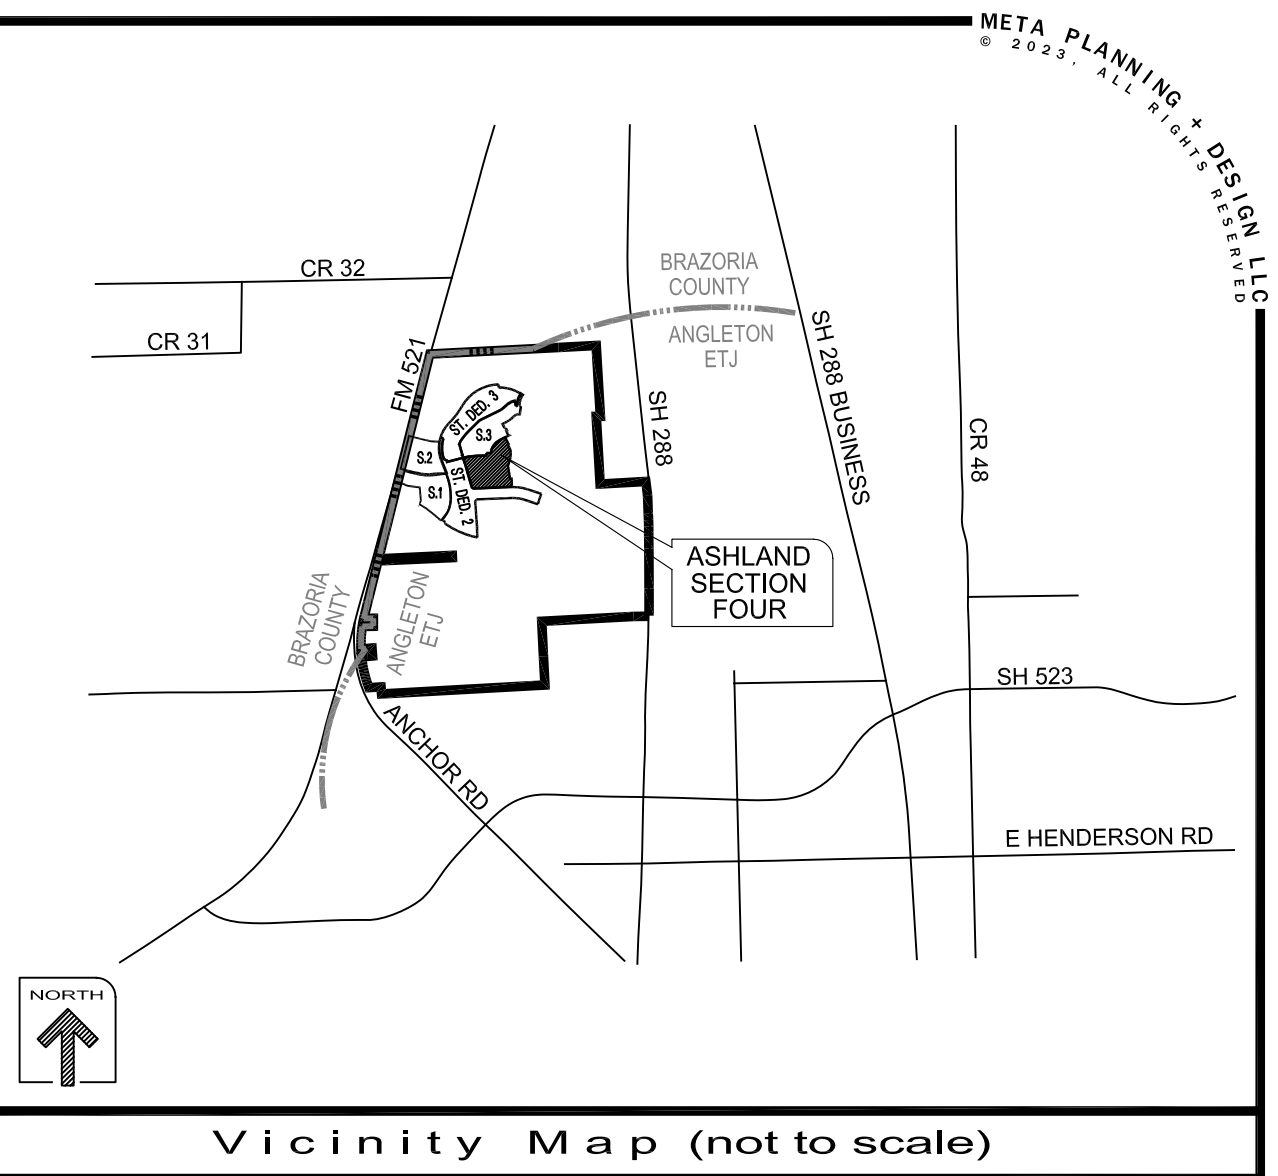 META PLANNING + DESIGN LLC
© 2023, ALL RIGHTS RESERVED
CR 32
BRAZORIA
COUNTY
ANGLETON
ETJ
CR 31
FM 521
SH 288 BUSINESS
SH 288
CR 48
ST. DED. 3
S.3
S.2
S.1
ST. DED. 2
ASHLAND
SECTION
FOUR
BRAZORIA
COUNTY
ANGLETON
ETJ
SH 523
ANCHOR RD
E HENDERSON RD
NORTH
Vicinity Map (not to scale)